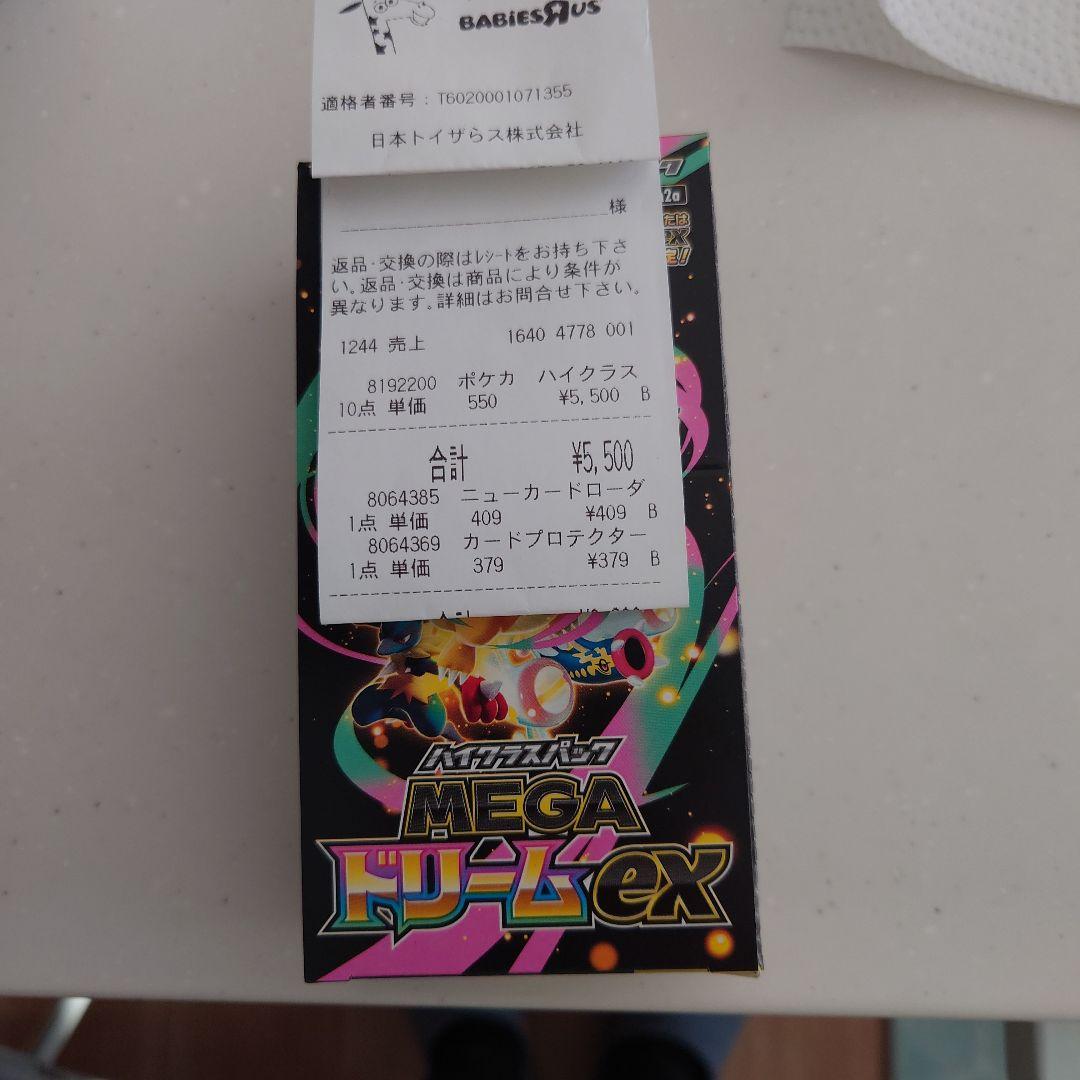 BABIESRUS
適格者番号 : T6020001071355
日本トイザらス株式会社
様
返品・交換の際はﾚｼｰﾄをお持ち下さ
い。返品・交換は商品により条件が
異なります。詳細はお問合せ下さい。
1244 売上 1640 4778 001
8192200 ポケカ ハイクラス
10点 単価 550 ¥5,500 B
合計 ¥5,500
8064385 ニューカードローダ
1点 単価 409 ¥409 B
8064369 カードプロテクター
1点 単価 379 ¥379 B
ハイクラスパック
MEGA
ドリームex